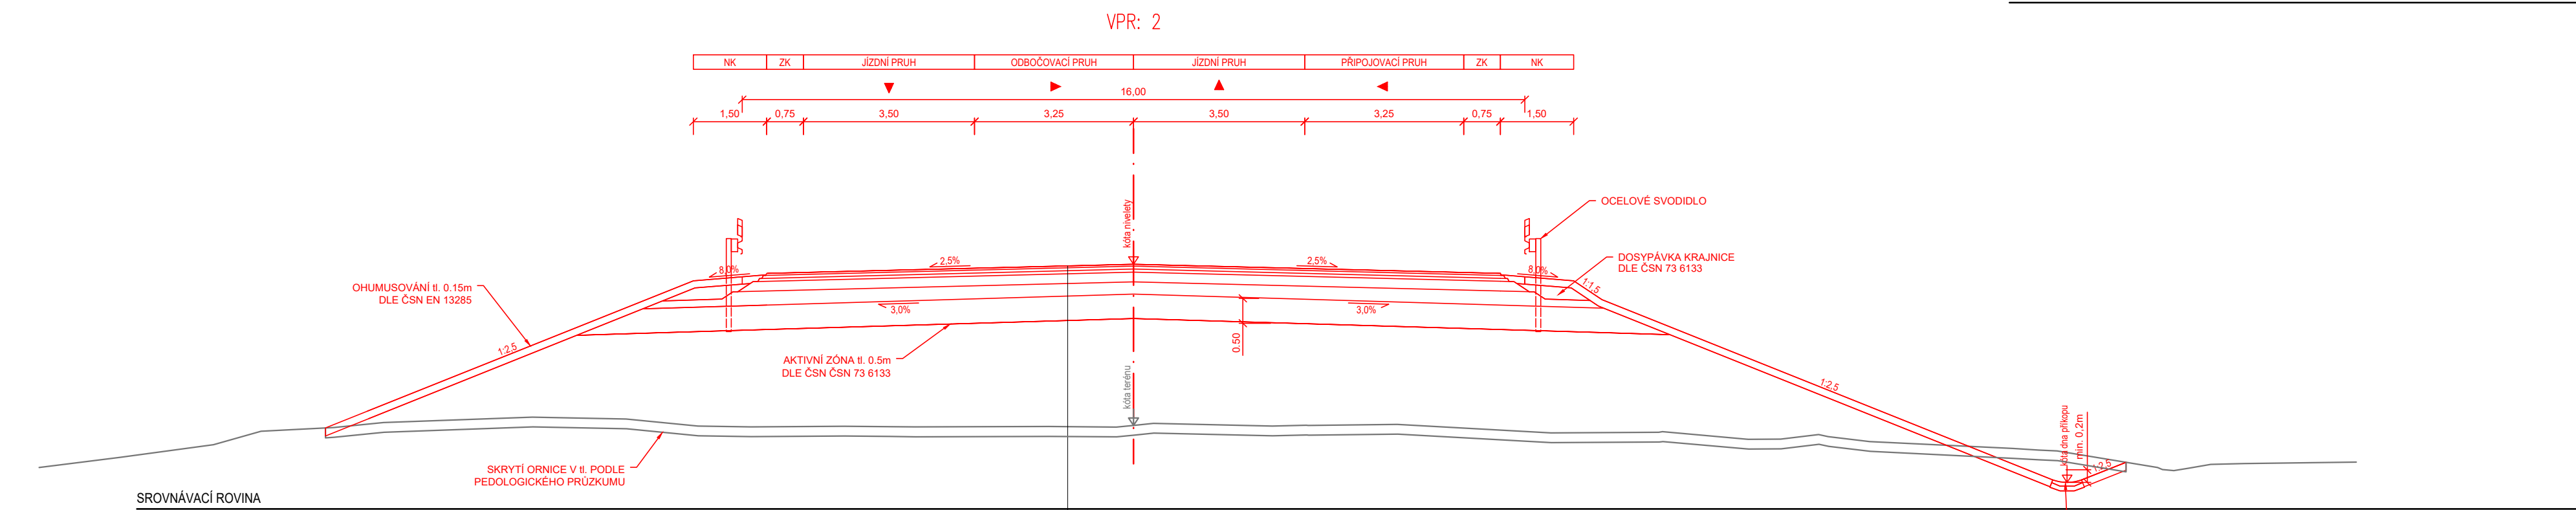 VPR: 2
NK ZK JÍZDNÍ PRUH ODBOČOVACÍ PRUH JÍZDNÍ PRUH PŘIPOJOVACÍ PRUH ZK NK
16,00
1,50 0,75 3,50 3,25 3,50 3,25 0,75 1,50
kóta nivelety
OCELOVÉ SVODIDLO
8,0% 2,5% 2,5% 8,0%
DOSYPÁVKA KRAJNICE
DLE ČSN 73 6133
1:1,5
OHUMUSOVÁNÍ tl. 0.15m
DLE ČSN EN 13285
3,0% 3,0%
0.50
1:2,5
AKTIVNÍ ZÓNA tl. 0.5m
DLE ČSN ČSN 73 6133
kóta terénu
1:2,5
kóta dna příkopu
min. 0,2m
1:2,5
SKRYTÍ ORNICE V tl. PODLE
PEDOLOGICKÉHO PRŮZKUMU
SROVNÁVACÍ ROVINA